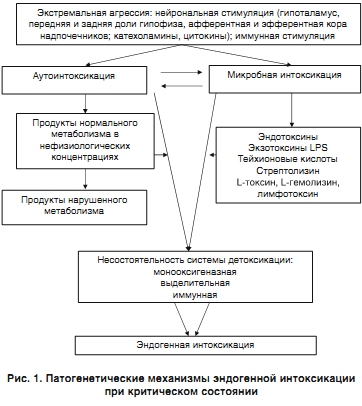 Экстремальная агрессия: нейрональная стимуляция (гипоталамус,
передняя и задняя доли гипофиза, афферентная и эфферентная кора
надпочечников; катехоламины, цитокины); иммунная стимуляция
Аутоинтоксикация
Микробная интоксикация
Продукты нормального
метаболизма в
нефизиологических
концентрациях
Эндотоксины
Экзотоксины LPS
Тейхионовые кислоты
Стрептолизин
L-токсин, L-гемолизин,
лимфотоксин
Продукты нарушенного
метаболизма
Несостоятельность системы детоксикации:
монооксигеназная
выделительная
иммунная
Эндогенная интоксикация
Рис. 1. Патогенетические механизмы эндогенной интоксикации
при критическом состоянии